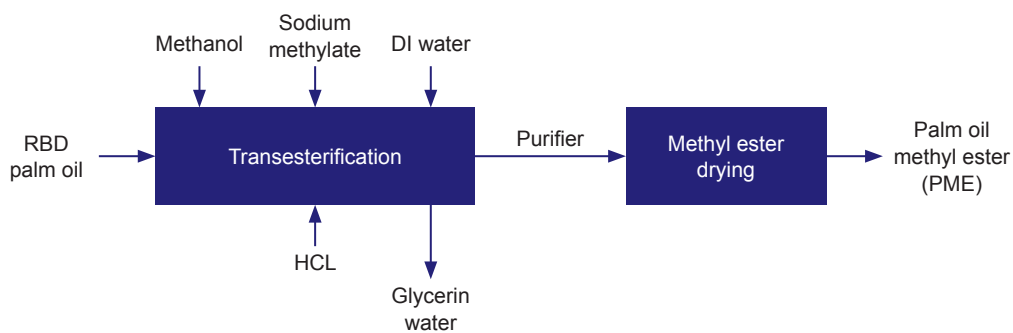 Methanol
Sodium
methylate
DI water
RBD
palm oil
Transesterification
Purifier
Methyl ester
drying
Palm oil
methyl ester
(PME)
HCL
Glycerin
water